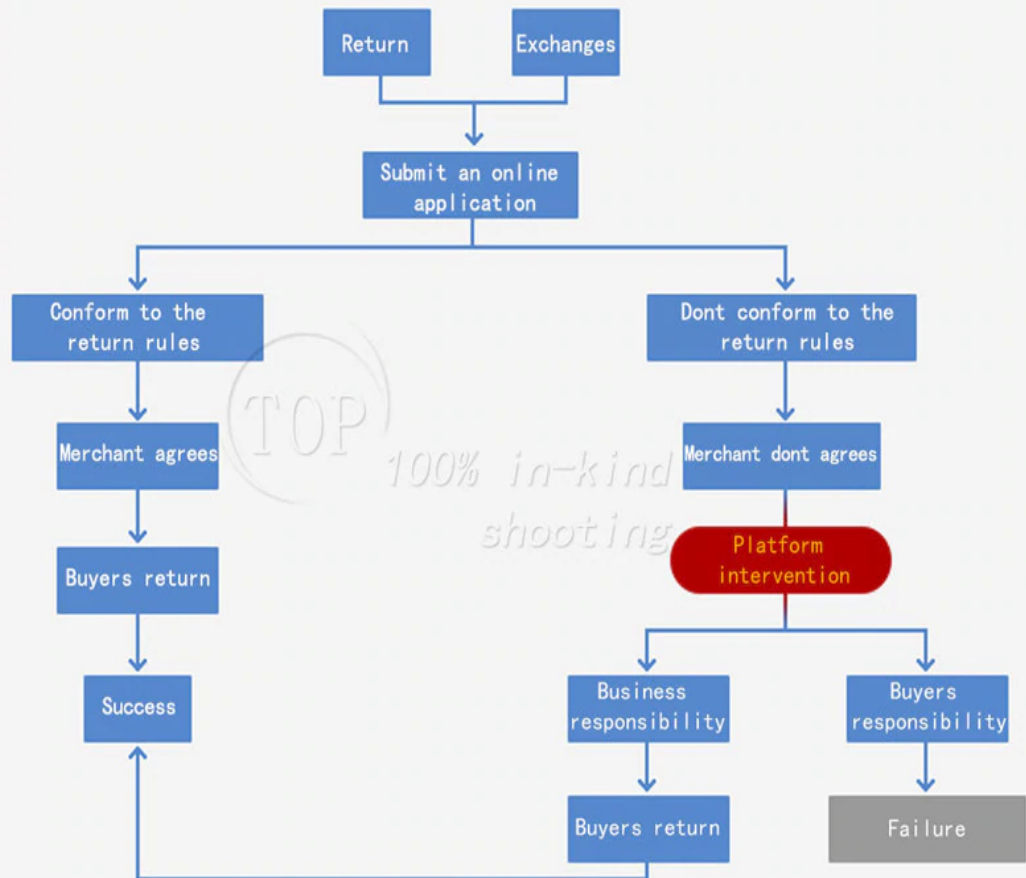 Return
Exchanges
Submit an online
application
Conform to the
return rules
Dont conform to the
return rules
TOP
100% in-kind
shooting
Merchant agrees
Merchant dont agrees
Platform
intervention
Buyers return
Success
Business
responsibility
Buyers
responsibility
Buyers return
Failure